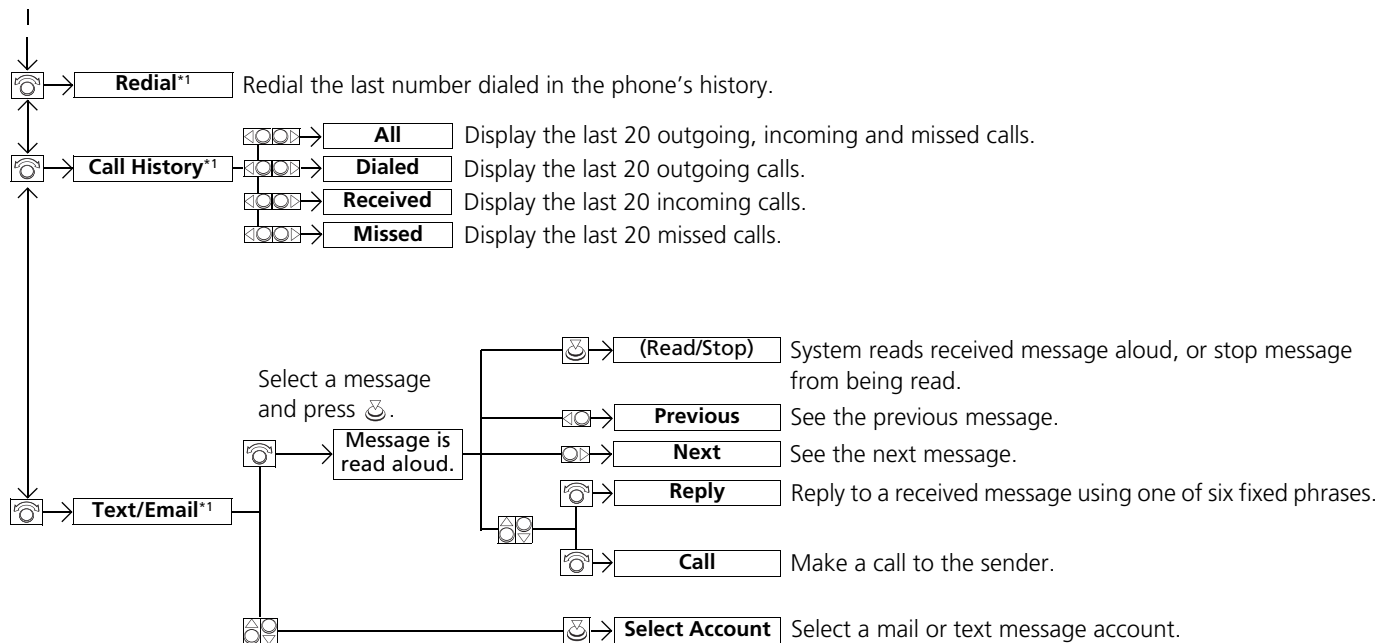 Redial*1 Redial the last number dialed in the phone’s history.
All Display the last 20 outgoing, incoming and missed calls.
Call History*1 Dialed Display the last 20 outgoing calls.
Received Display the last 20 incoming calls.
Missed Display the last 20 missed calls.
(Read/Stop) System reads received message aloud, or stop message
from being read.
Select a message
and press .
Previous See the previous message.
Message is
read aloud.
Next See the next message.
Reply Reply to a received message using one of six fixed phrases.
Text/Email*1
Call Make a call to the sender.
Select Account Select a mail or text message account.